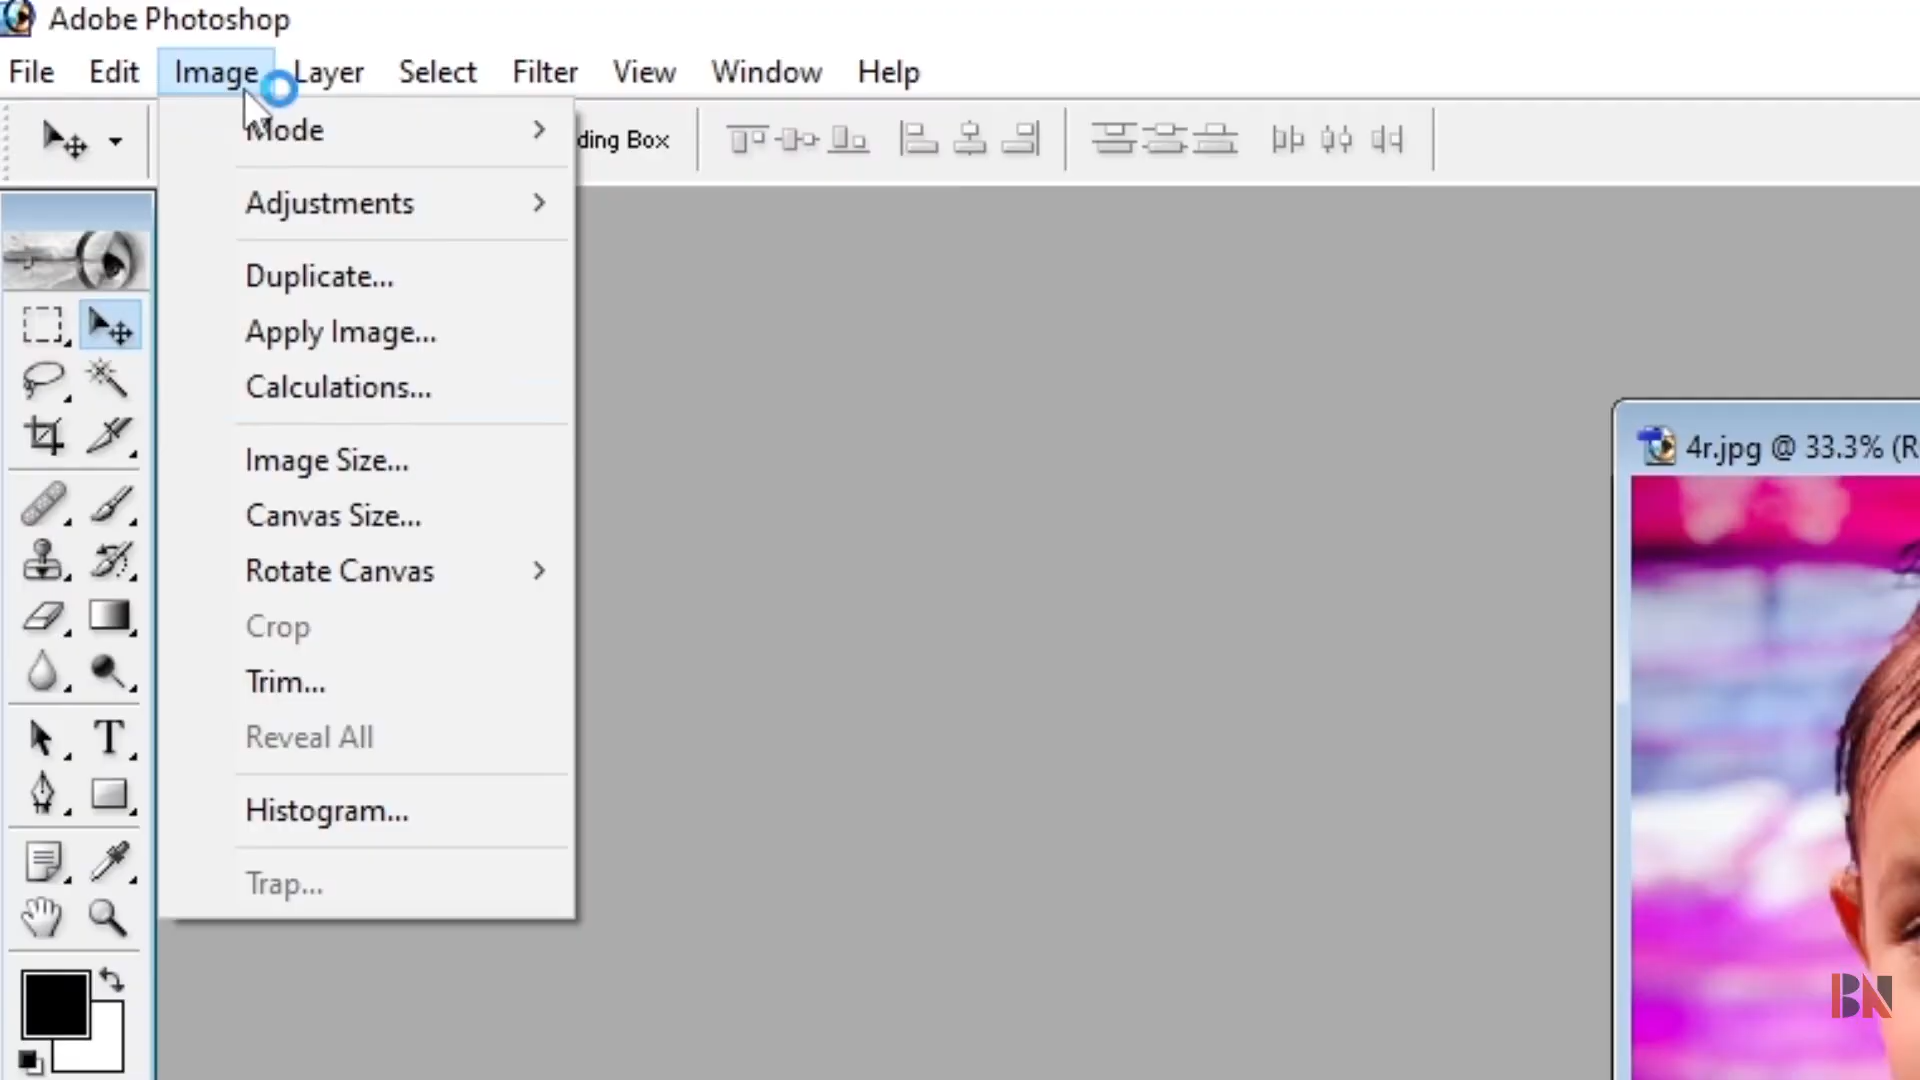 Adobe Photoshop
File Edit Image Layer Select Filter View Window Help
Mode
ding Box
Adjustments
Duplicate...
Apply Image...
Calculations...
Image Size...
4r.jpg @ 33.3% (R
Canvas Size...
Rotate Canvas
Crop
Trim...
Reveal All
Histogram...
Trap...
BN